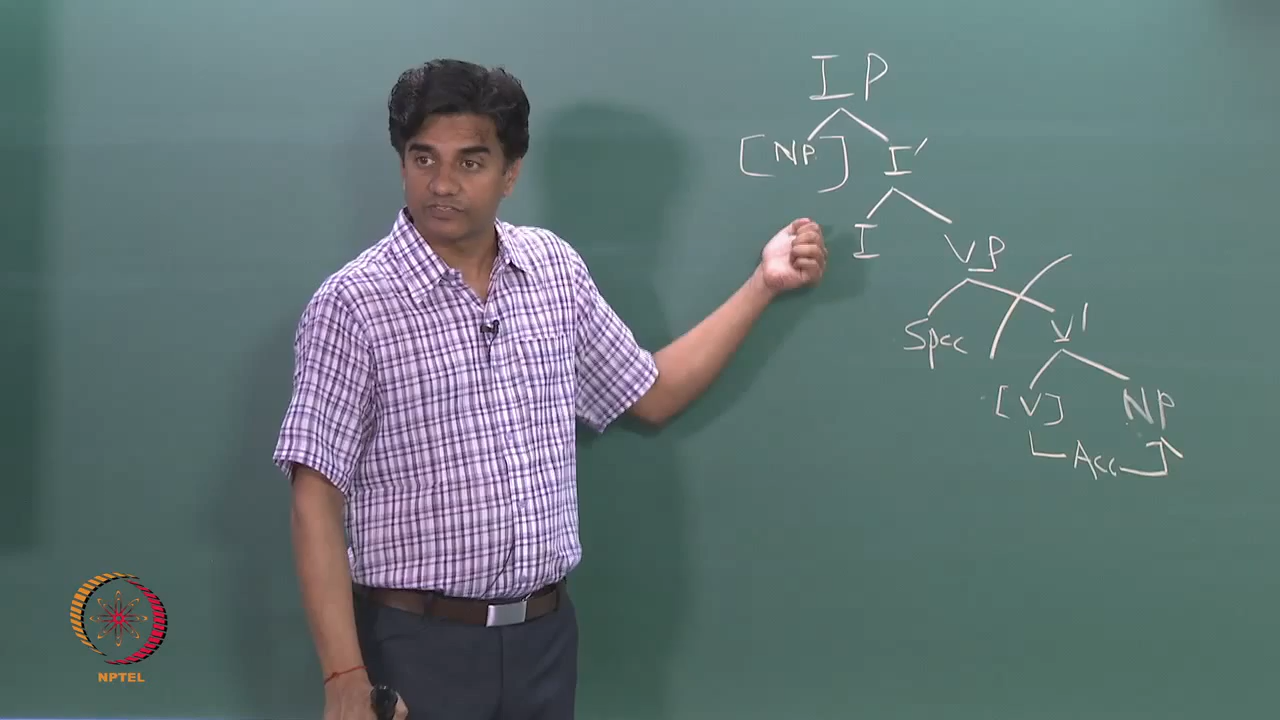 IP
[NP] I'
I VP
Spec V'
[V] NP
Acc
NPTEL